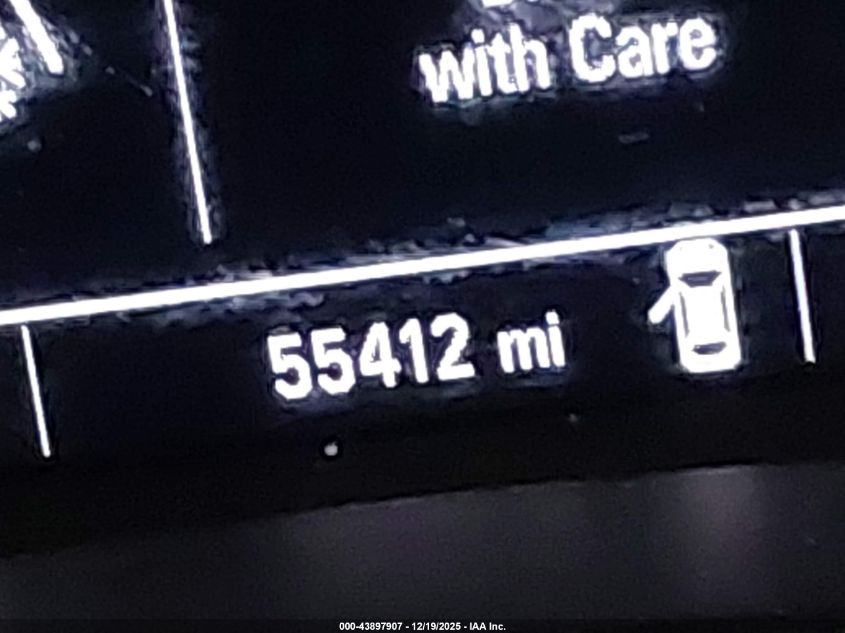 with Care
55412 mi
000-43897907 - 12/19/2025 - IAA Inc.